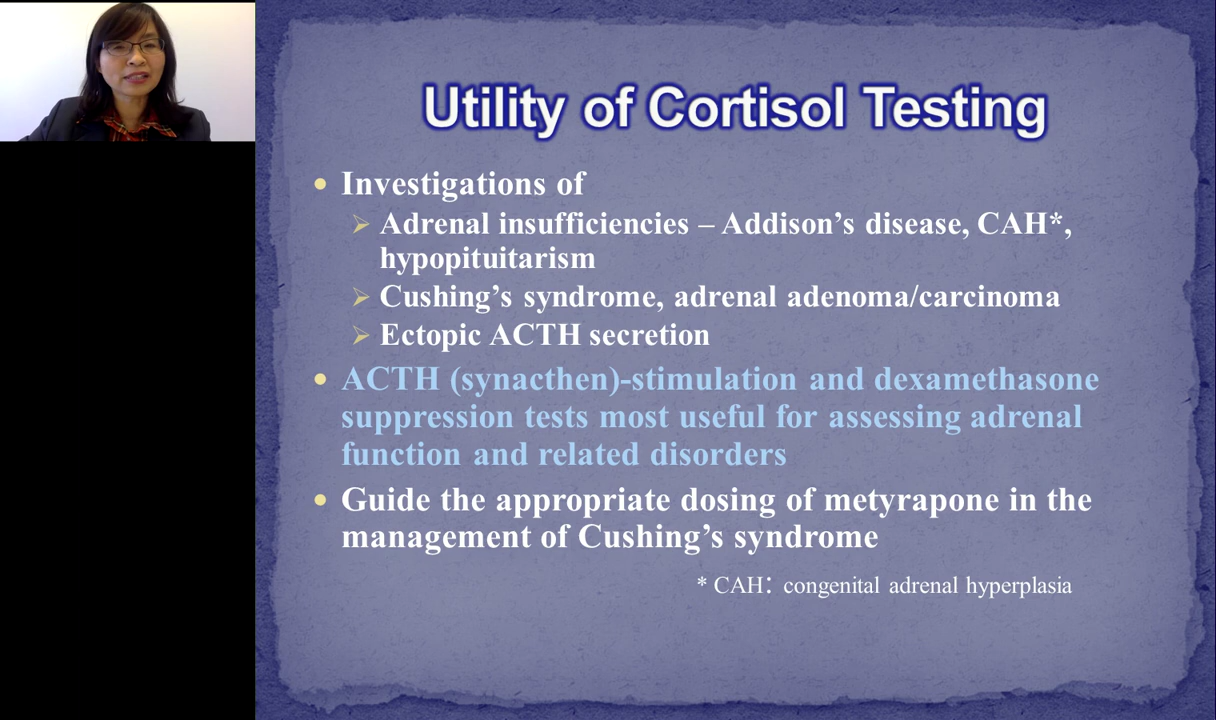 Utility of Cortisol Testing
• Investigations of
➢ Adrenal insufficiencies – Addison’s disease, CAH*,
hypopituitarism
➢ Cushing’s syndrome, adrenal adenoma/carcinoma
➢ Ectopic ACTH secretion
• ACTH (synacthen)-stimulation and dexamethasone
suppression tests most useful for assessing adrenal
function and related disorders
• Guide the appropriate dosing of metyrapone in the
management of Cushing’s syndrome
* CAH: congenital adrenal hyperplasia